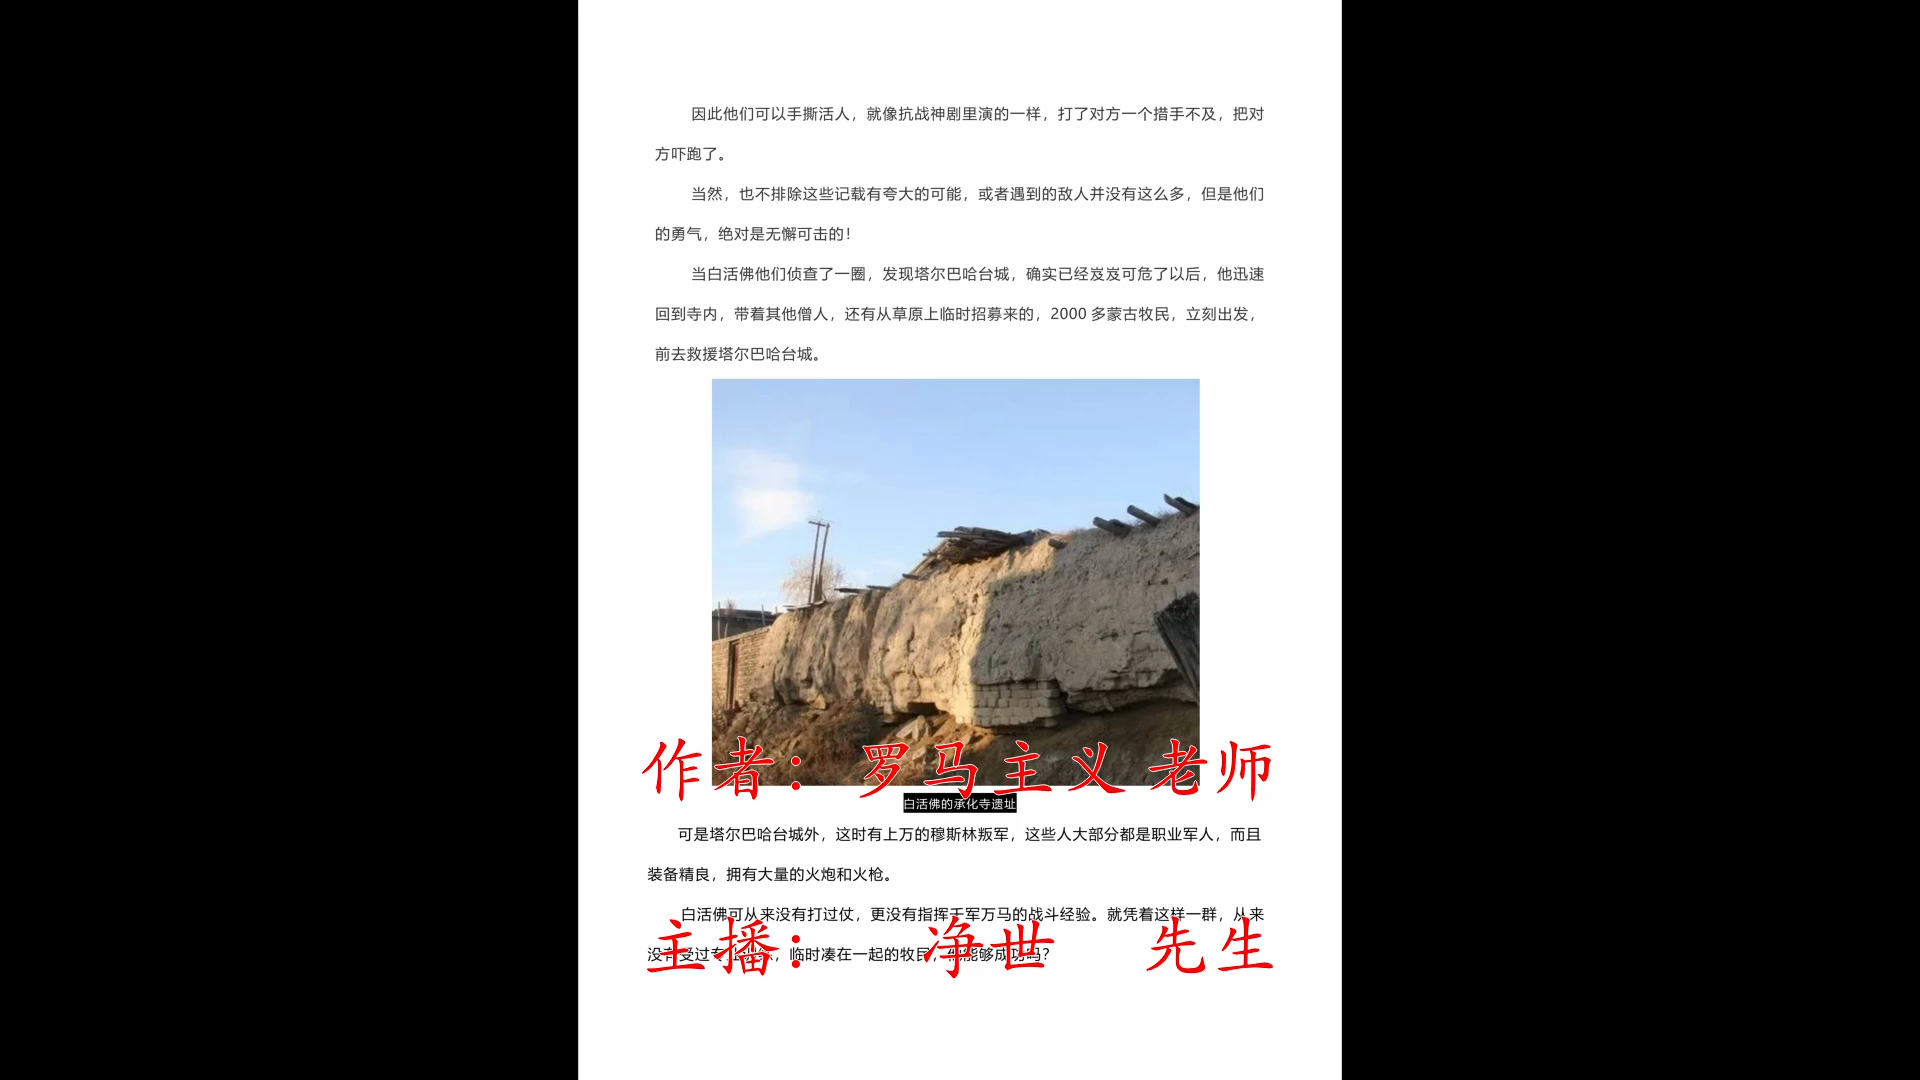 因此他们可以手撕活人，就像抗战神剧里演的一样，打了对方一个措手不及，把对
方吓跑了。
当然，也不排除这些记载有夸大的可能，或者遇到的敌人并没有这么多，但是他们
的勇气，绝对是无懈可击的！
当白活佛他们侦查了一圈，发现塔尔巴哈台城，确实已经岌岌可危了以后，他迅速
回到寺内，带着其他僧人，还有从草原上临时招募来的，2000 多蒙古牧民，立刻出发，
前去救援塔尔巴哈台城。
作者：罗马主义 老师
白活佛的承化寺遗址
可是塔尔巴哈台城外，这时有上万的穆斯林叛军，这些人大部分都是职业军人，而且
装备精良，拥有大量的火炮和火枪。
白活佛可从来没有打过仗，更没有指挥千军万马的战斗经验。就凭着这样一群，从来
没有受过专业，临时凑在一起的牧民，他能够成功吗？
主播： 净世 先生